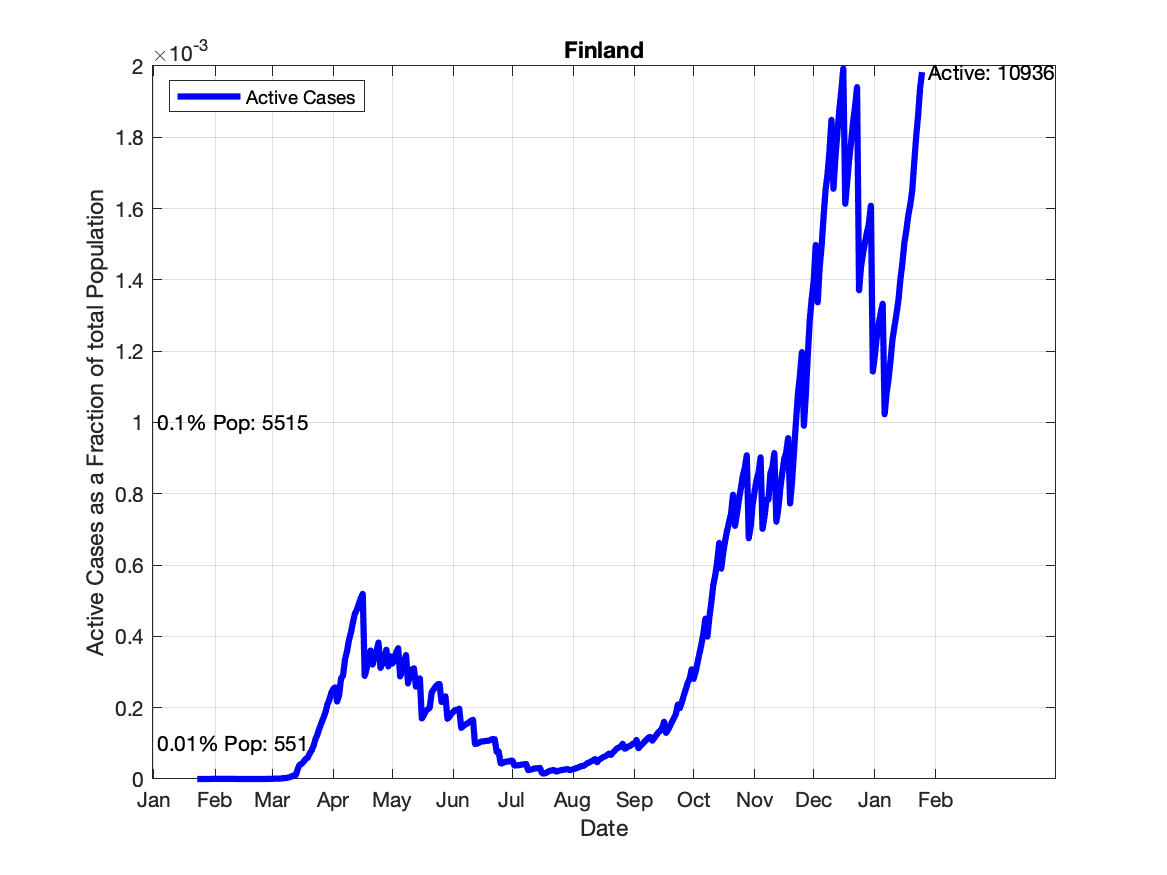 Finland
×10-3
Active Cases
Active: 10936
2
1.8
1.6
1.4
1.2
1
0.8
0.6
0.4
0.2
0
0.1% Pop: 5515
0.01% Pop: 551
Active Cases as a Fraction of total Population
Jan Feb Mar Apr May Jun Jul Aug Sep Oct Nov Dec Jan Feb
Date